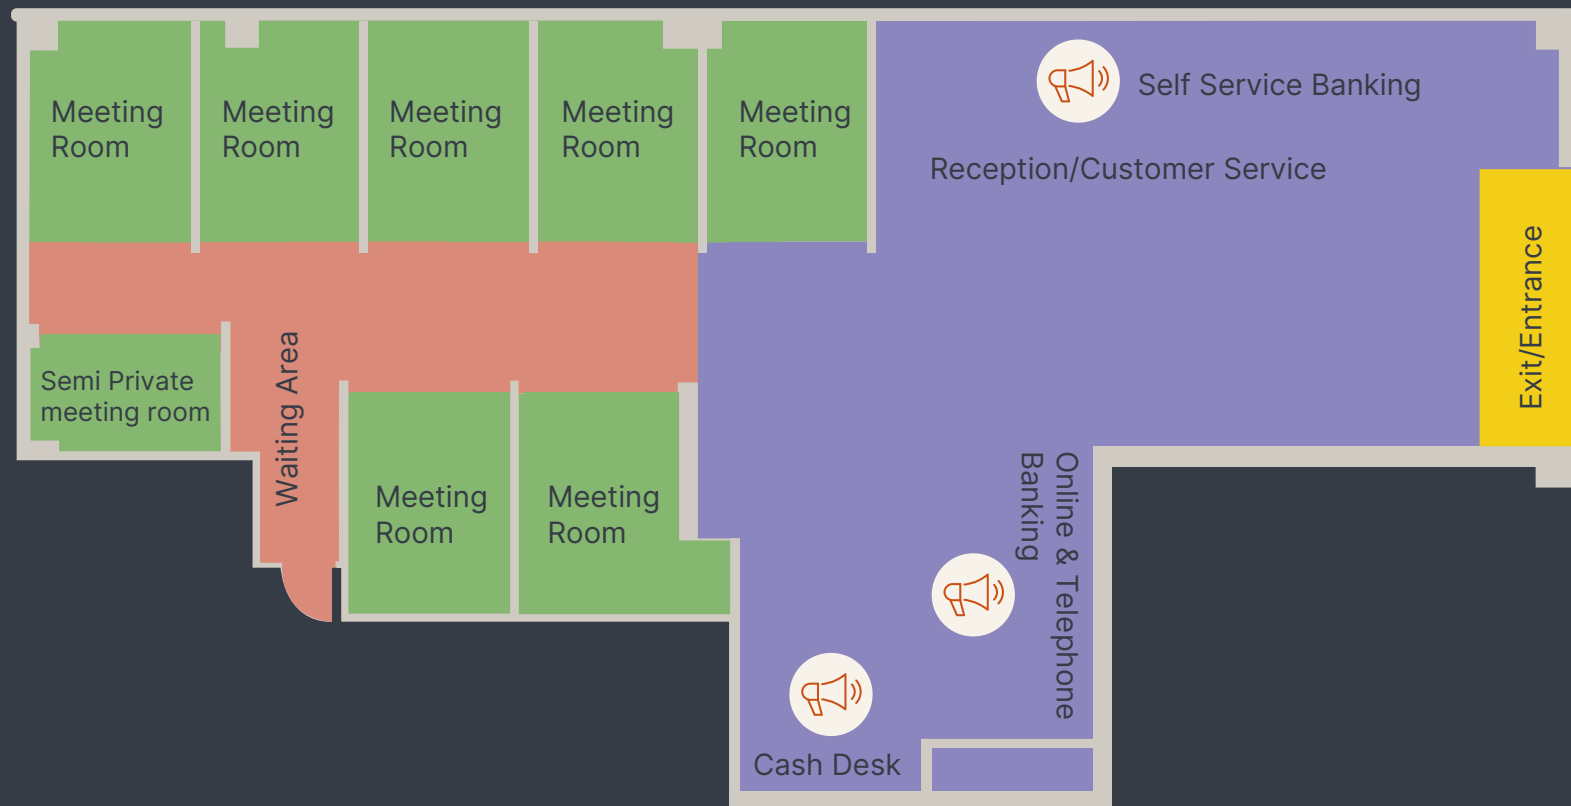 Meeting
Room
Meeting
Room
Meeting
Room
Meeting
Room
Meeting
Room
Self Service Banking
Reception/Customer Service
Exit/Entrance
Semi Private
meeting room
Waiting Area
Meeting
Room
Meeting
Room
Online & Telephone
Banking
Cash Desk